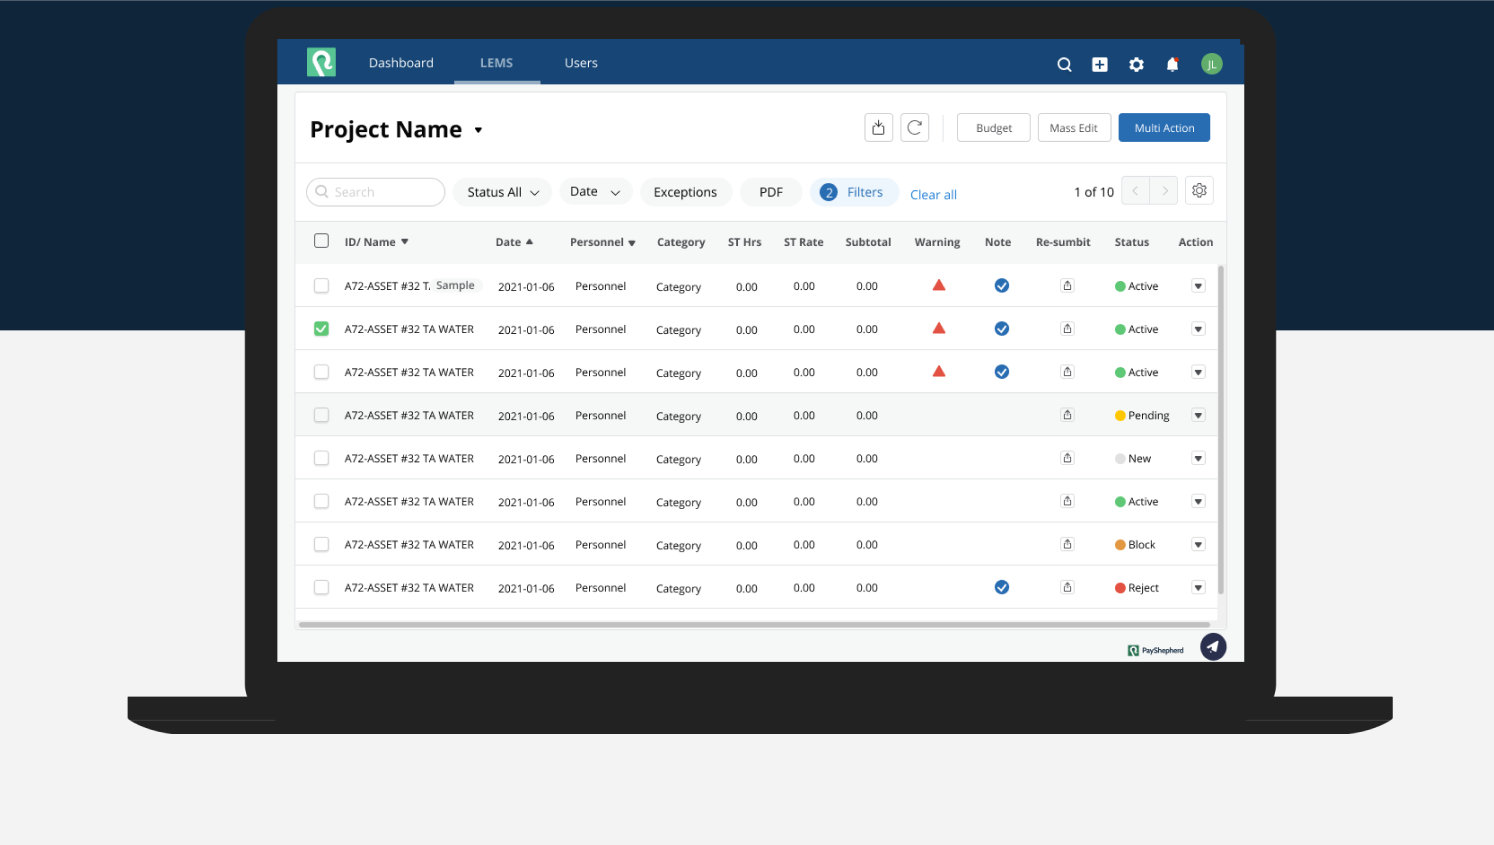 Dashboard LEMS Users JL
Project Name Budget Mass Edit Multi Action
Search Status All Date Exceptions PDF 2 Filters Clear all 1 of 10
ID/ Name Date Personnel Category ST Hrs ST Rate Subtotal Warning Note Re-sumbit Status Action
A72-ASSET #32 T. Sample 2021-01-06 Personnel Category 0.00 0.00 0.00 Active
A72-ASSET #32 TA WATER 2021-01-06 Personnel Category 0.00 0.00 0.00 Active
A72-ASSET #32 TA WATER 2021-01-06 Personnel Category 0.00 0.00 0.00 Active
A72-ASSET #32 TA WATER 2021-01-06 Personnel Category 0.00 0.00 0.00 Pending
A72-ASSET #32 TA WATER 2021-01-06 Personnel Category 0.00 0.00 0.00 New
A72-ASSET #32 TA WATER 2021-01-06 Personnel Category 0.00 0.00 0.00 Active
A72-ASSET #32 TA WATER 2021-01-06 Personnel Category 0.00 0.00 0.00 Block
A72-ASSET #32 TA WATER 2021-01-06 Personnel Category 0.00 0.00 0.00 Reject
PayShepherd